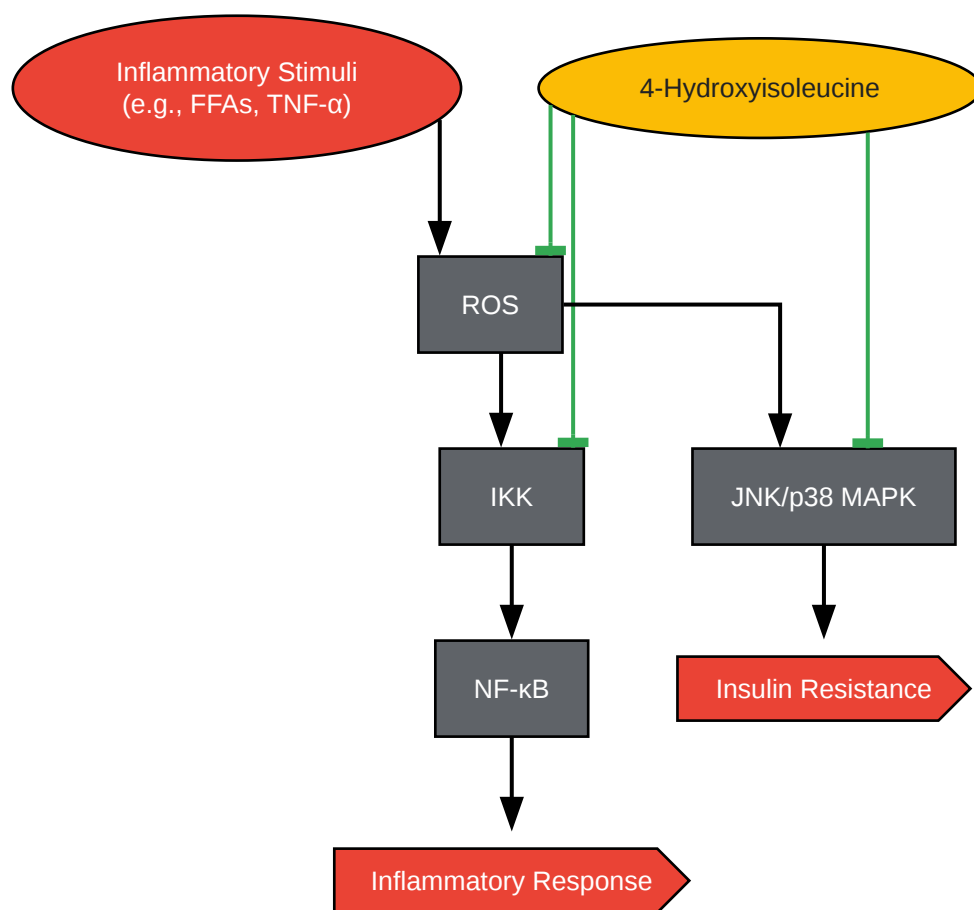 Inflammatory Stimuli
(e.g., FFAs, TNF-α)
4-Hydroxyisoleucine
ROS
IKK
JNK/p38 MAPK
NF-κB
Insulin Resistance
Inflammatory Response